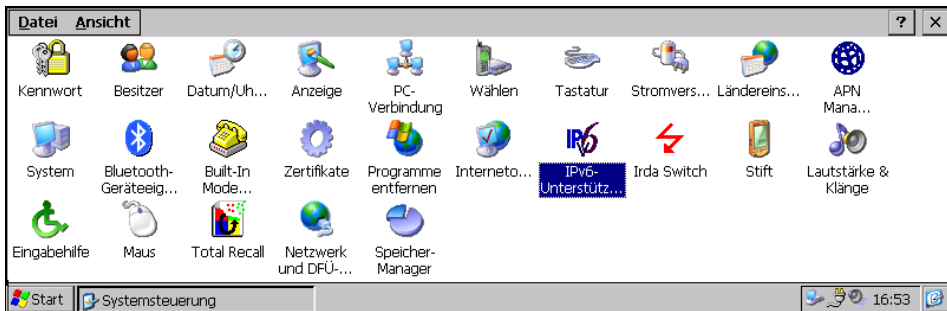 Datei Ansicht ? ×
Kennwort Besitzer Datum/Uh... Anzeige PC-Verbindung Wählen Tastatur Stromvers... Ländereins... APN Mana...
System Bluetooth-Geräteeig... Built-In Mode... Zertifikate Programme entfernen Interneto... IPv6 IPv6-Unterstütz... Irda Switch Stift Lautstärke & Klänge
Eingabehilfe Maus Total Recall Netzwerk und DFÜ-... Speicher-Manager
Start Systemsteuerung 16:53